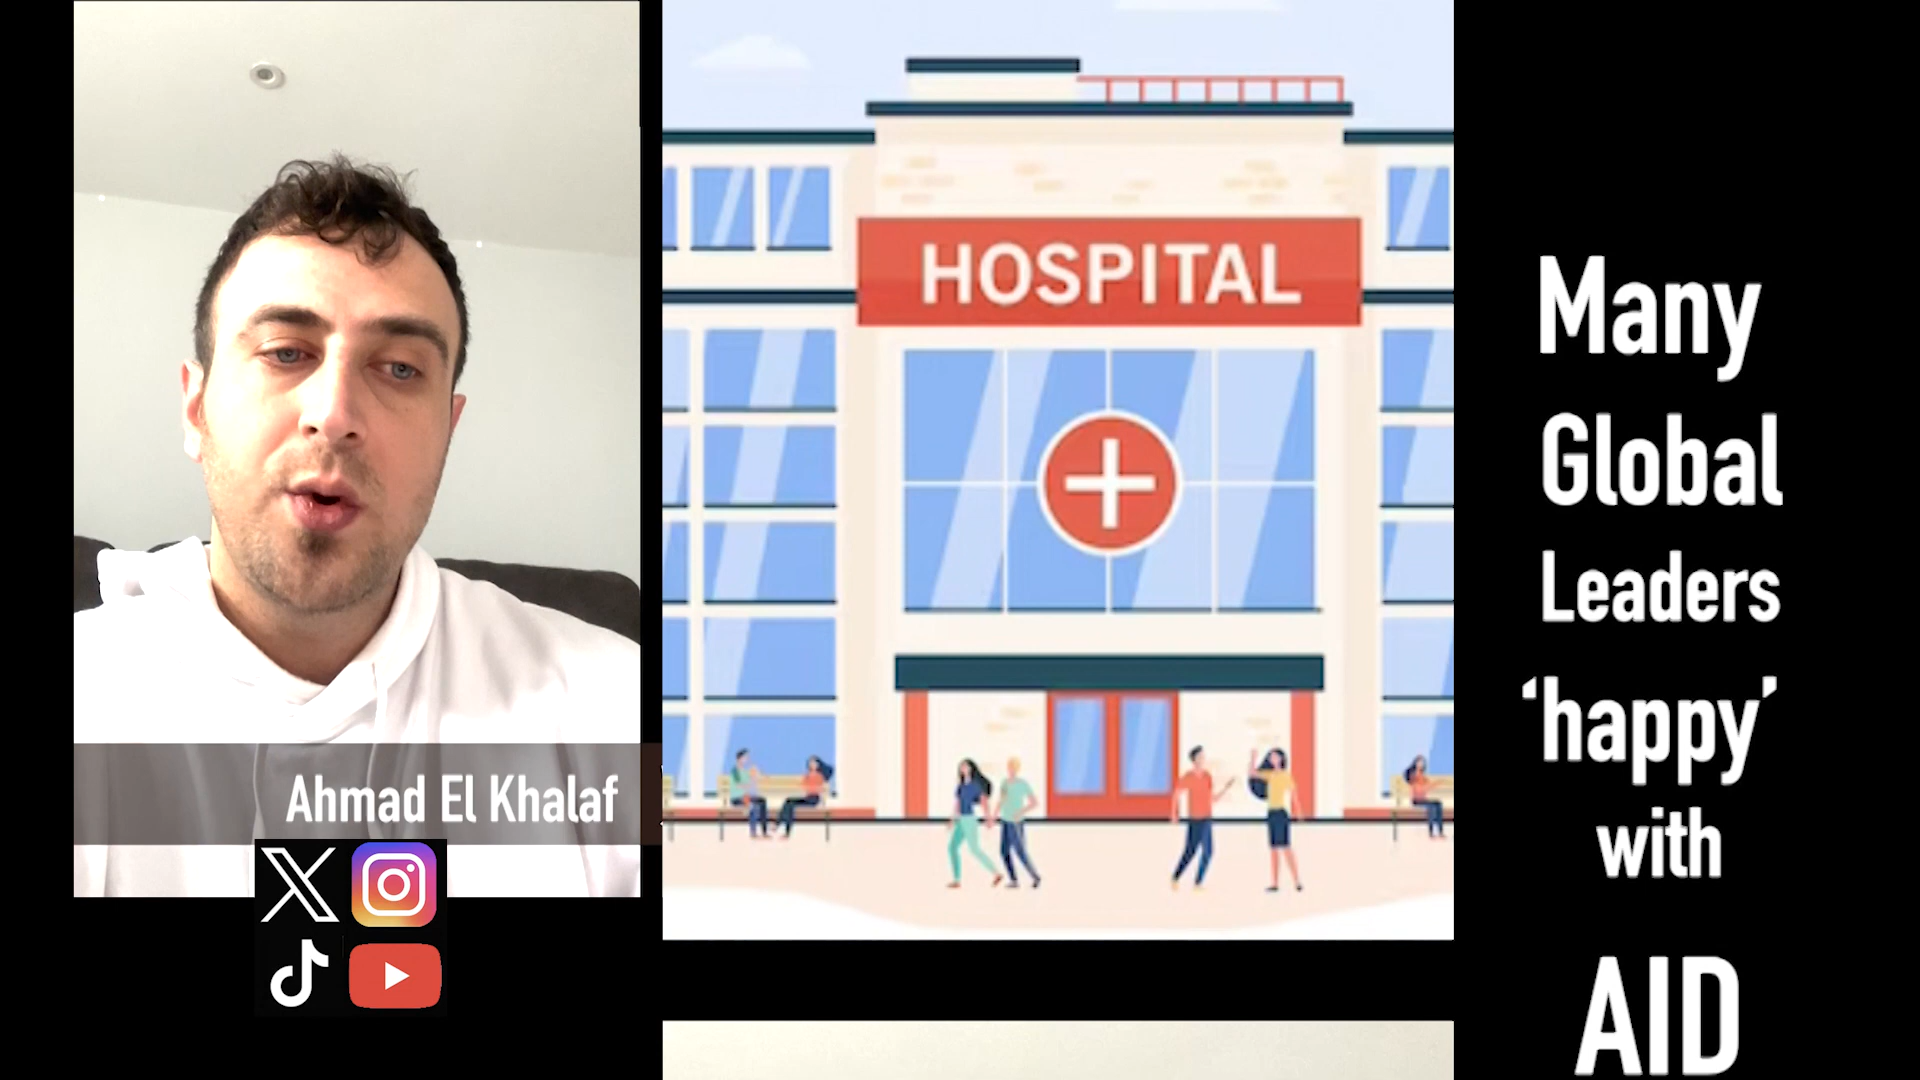 Ahmad El Khalaf
HOSPITAL
Many
Global
Leaders
‘happy’
with
AID